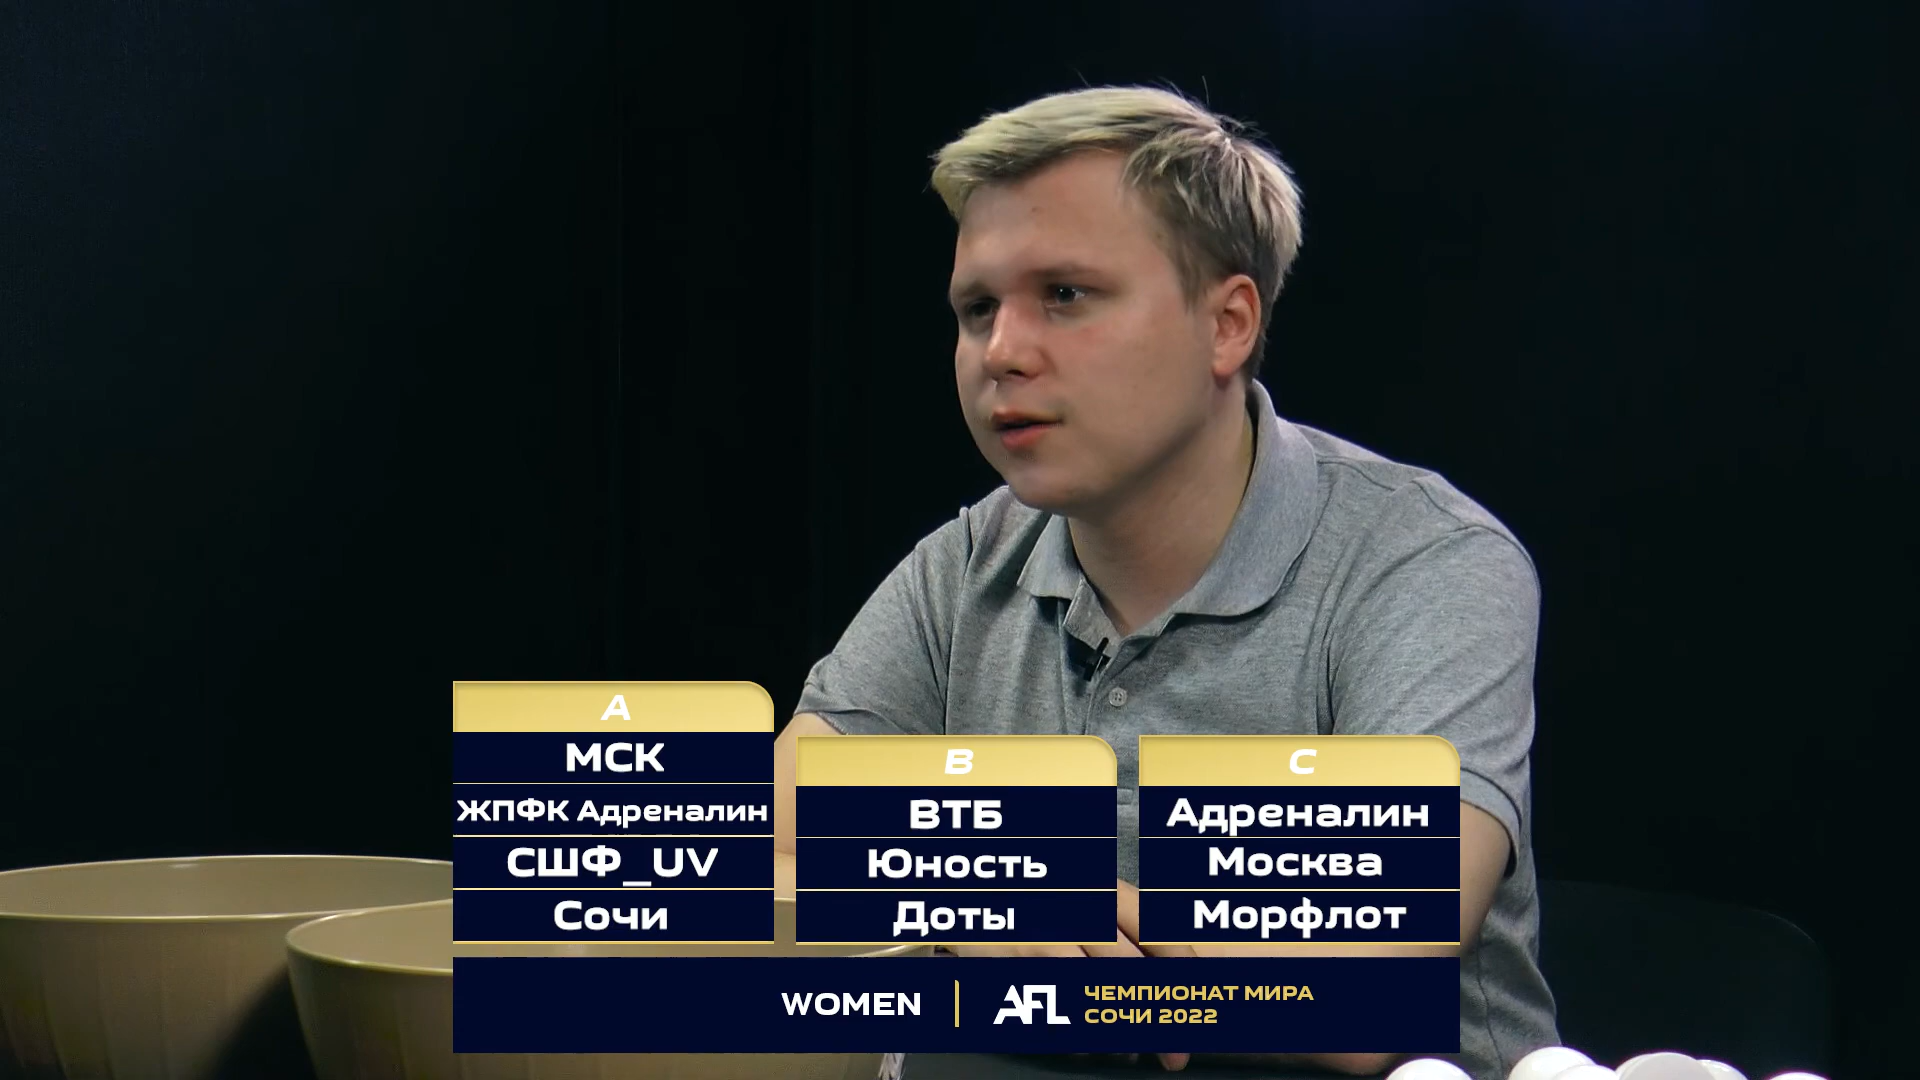 A
МСК
ЖПФК Адреналин
СШФ_UV
Сочи
B
ВТБ
Юность
Доты
C
Адреналин
Москва
Морфлот
WOMEN
AFL
ЧЕМПИОНАТ МИРА
СОЧИ 2022